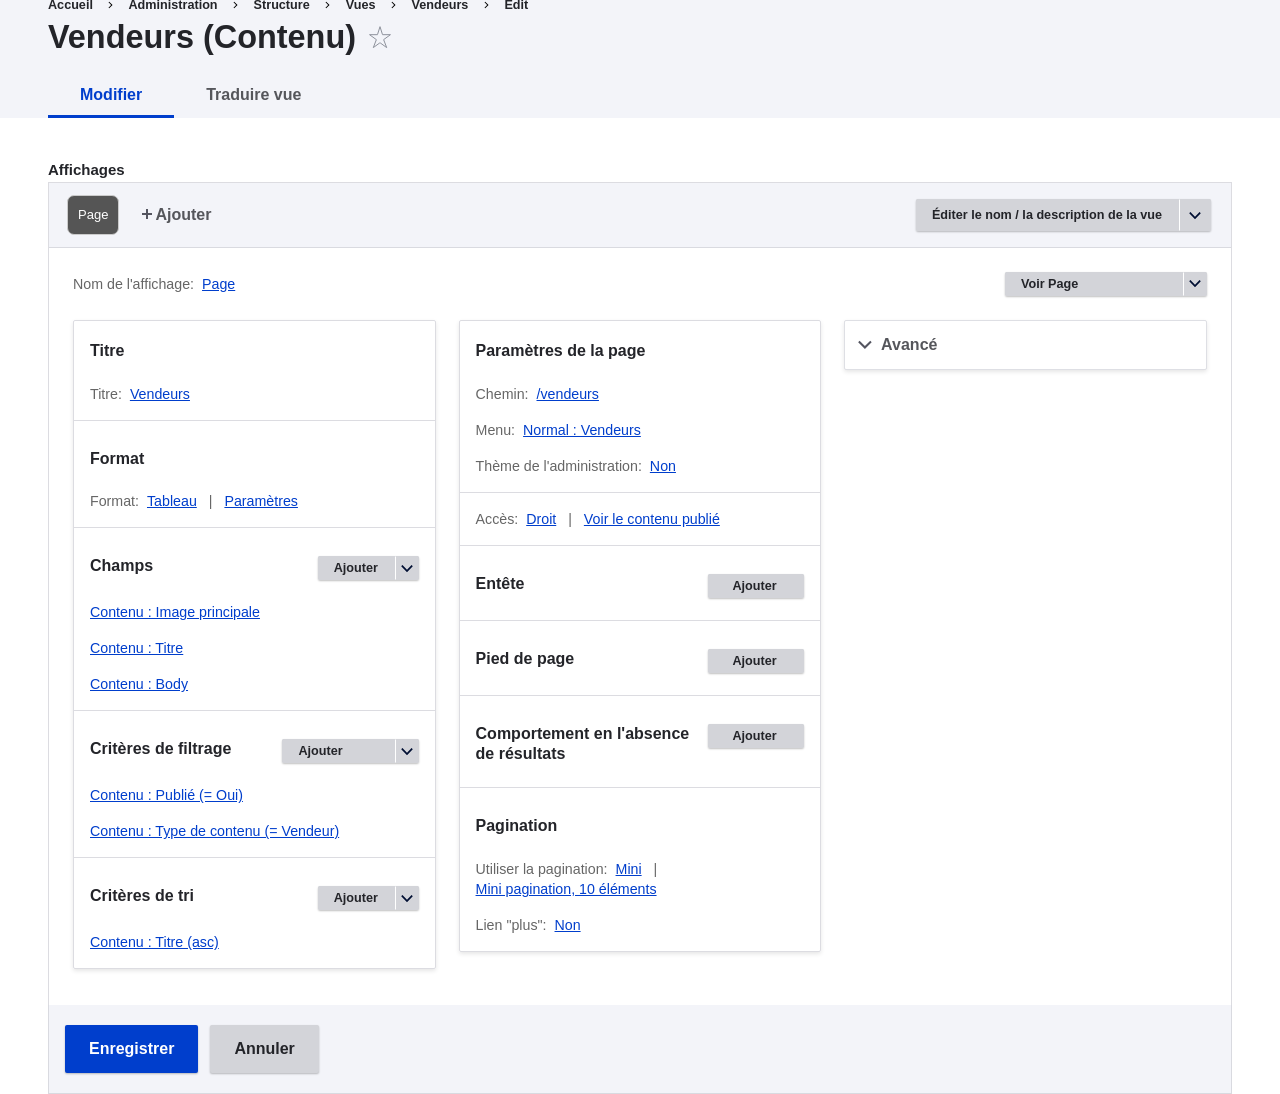 Accueil > Administration > Structure > Vues > Vendeurs > Edit
Vendeurs (Contenu)
Modifier Traduire vue
Affichages
Page + Ajouter Éditer le nom / la description de la vue
Nom de l'affichage: Page Voir Page
Titre
Titre: Vendeurs
Format
Format: Tableau | Paramètres
Champs Ajouter
Contenu : Image principale
Contenu : Titre
Contenu : Body
Critères de filtrage Ajouter
Contenu : Publié (= Oui)
Contenu : Type de contenu (= Vendeur)
Critères de tri Ajouter
Contenu : Titre (asc)
Paramètres de la page
Chemin: /vendeurs
Menu: Normal : Vendeurs
Thème de l'administration: Non
Accès: Droit | Voir le contenu publié
Entête Ajouter
Pied de page Ajouter
Comportement en l'absence Ajouter
de résultats
Pagination
Utiliser la pagination: Mini |
Mini pagination, 10 éléments
Lien "plus": Non
Avancé
Enregistrer Annuler